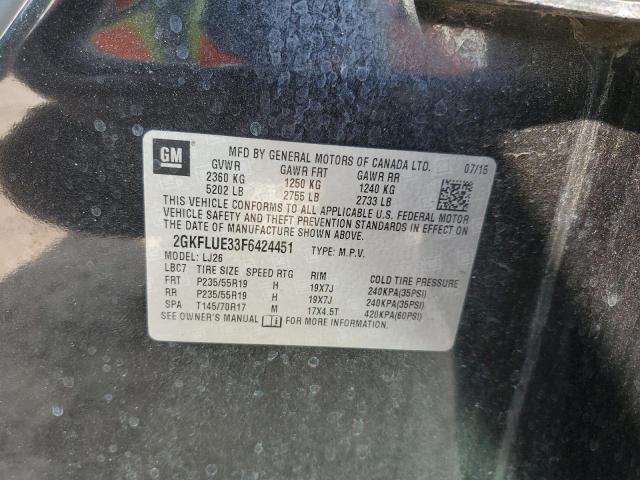 GM
MFD BY GENERAL MOTORS OF CANADA LTD. 07/15
GVWR GAWR FRT GAWR RR
2360 KG 1250 KG 1240 KG
5202 LB 2755 LB 2733 LB
THIS VEHICLE CONFORMS TO ALL APPLICABLE U.S. FEDERAL MOTOR
VEHICLE SAFETY AND THEFT PREVENTION STANDARDS IN EFFECT ON
THE DATE OF MANUFACTURE SHOWN ABOVE.
2GKFLUE33F6424451 TYPE: M.P.V.
MODEL: LJ26
LBC7 TIRE SIZE SPEED RTG RIM COLD TIRE PRESSURE
FRT P235/55R19 H 19X7J 240KPA(35PSI)
RR P235/55R19 H 19X7J 240KPA(35PSI)
SPA T145/70R17 M 17X4.5T 420KPA(60PSI)
SEE OWNER'S MANUAL FOR MORE INFORMATION.